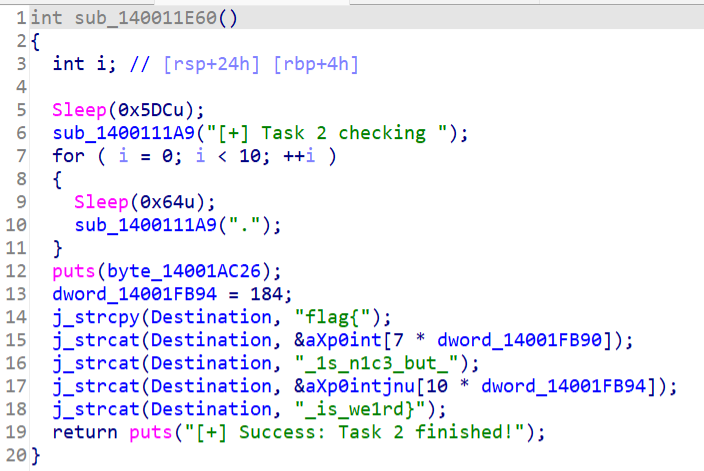 1 int sub_140011E60()
2 {
3   int i; // [rsp+24h] [rbp+4h]
4
5   Sleep(0x5DCu);
6   sub_1400111A9("[+] Task 2 checking ");
7   for ( i = 0; i < 10; ++i )
8   {
9     Sleep(0x64u);
10     sub_1400111A9(".");
11   }
12   puts(byte_14001AC26);
13   dword_14001FB94 = 184;
14   j_strcpy(Destination, "flag{");
15   j_strcat(Destination, &aXp0int[7 * dword_14001FB90]);
16   j_strcat(Destination, "_1s_n1c3_but_");
17   j_strcat(Destination, &aXp0intjnu[10 * dword_14001FB94]);
18   j_strcat(Destination, "_is_we1rd}");
19   return puts("[+] Success: Task 2 finished!");
20 }